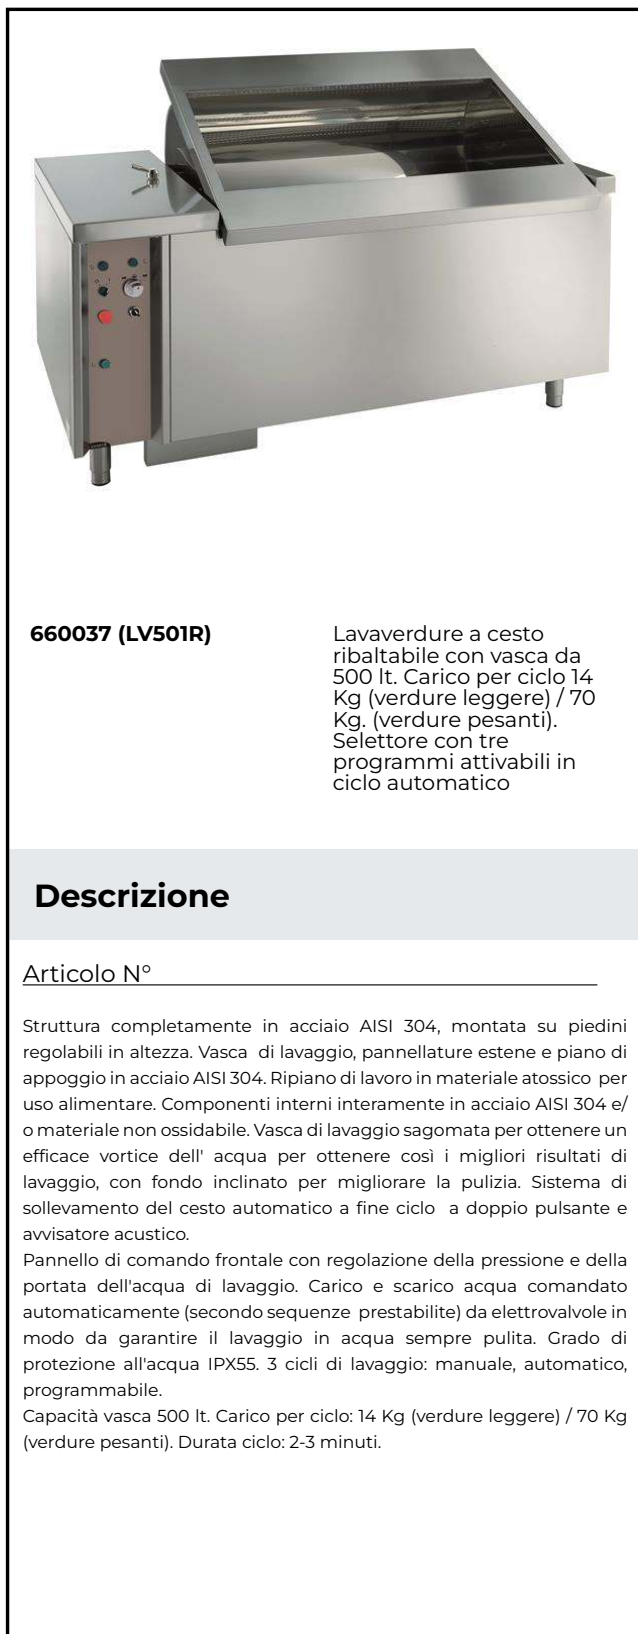 660037 (LV501R)
Lavaverdure a cesto
ribaltabile con vasca da
500 lt. Carico per ciclo 14
Kg (verdure leggere) / 70
Kg. (verdure pesanti).
Selettore con tre
programmi attivabili in
ciclo automatico
Descrizione
Articolo N°
Struttura completamente in acciaio AISI 304, montata su piedini
regolabili in altezza. Vasca di lavaggio, pannellature estene e piano di
appoggio in acciaio AISI 304. Ripiano di lavoro in materiale atossico per
uso alimentare. Componenti interni interamente in acciaio AISI 304 e/
o materiale non ossidabile. Vasca di lavaggio sagomata per ottenere un
efficace vortice dell' acqua per ottenere così i migliori risultati di
lavaggio, con fondo inclinato per migliorare la pulizia. Sistema di
sollevamento del cesto automatico a fine ciclo a doppio pulsante e
avvisatore acustico.
Pannello di comando frontale con regolazione della pressione e della
portata dell'acqua di lavaggio. Carico e scarico acqua comandato
automaticamente (secondo sequenze prestabilite) da elettrovalvole in
modo da garantire il lavaggio in acqua sempre pulita. Grado di
protezione all'acqua IPX55. 3 cicli di lavaggio: manuale, automatico,
programmabile.
Capacità vasca 500 lt. Carico per ciclo: 14 Kg (verdure leggere) / 70 Kg
(verdure pesanti). Durata ciclo: 2-3 minuti.